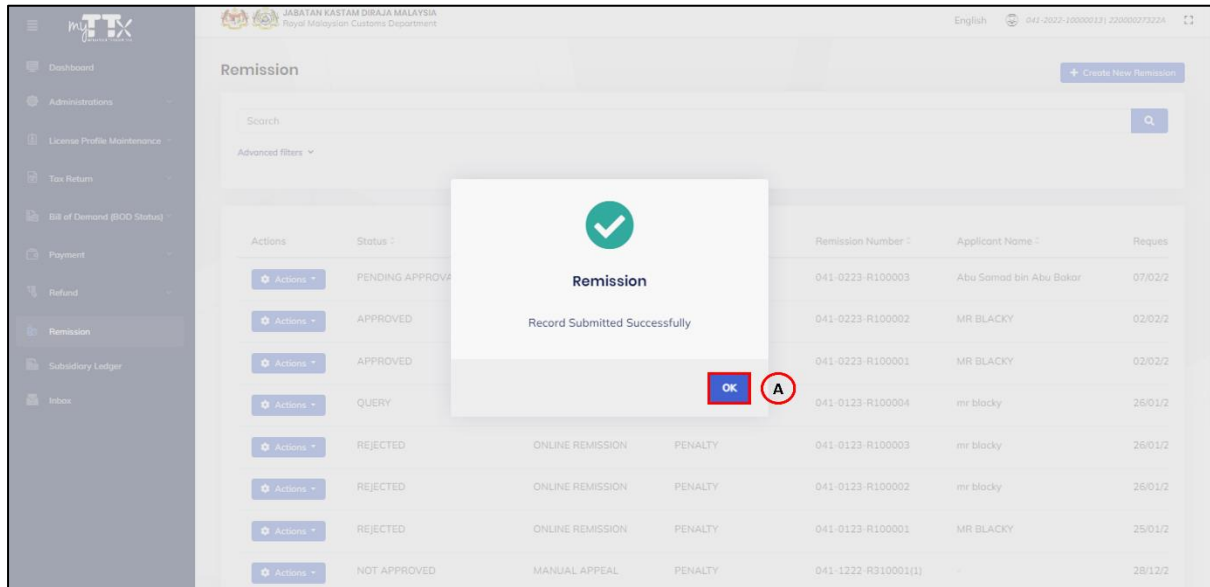 myTTX
JABATAN KASTAM DIRAJA MALAYSIA
Royal Malaysian Customs Department
English 041-2022-10000013| 22000027322A
Dashboard
Administrations
License Profile Maintenance
Tax Return
Bill of Demand (BOD Status)
Payment
Refund
Remission
Subsidiary Ledger
Inbox
Remission
+ Create New Remission
Search
Advanced filters
Actions Status Remission Number Applicant Name Reques
Actions PENDING APPROVA 041-0223-R100003 Abu Samad bin Abu Bakar 07/02/2
Actions APPROVED 041-0223-R100002 MR BLACKY 02/02/2
Actions APPROVED 041-0223-R100001 MR BLACKY 02/02/2
Actions QUERY 041-0123-R100004 mr blacky 26/01/2
Actions REJECTED ONLINE REMISSION PENALTY 041-0123-R100003 mr blacky 26/01/2
Actions REJECTED ONLINE REMISSION PENALTY 041-0123-R100002 mr blacky 26/01/2
Actions REJECTED ONLINE REMISSION PENALTY 041-0123-R100001 MR BLACKY 25/01/2
Actions NOT APPROVED MANUAL APPEAL PENALTY 041-1222-R310001(1) - 28/12/2
Remission
Record Submitted Successfully
OK
A